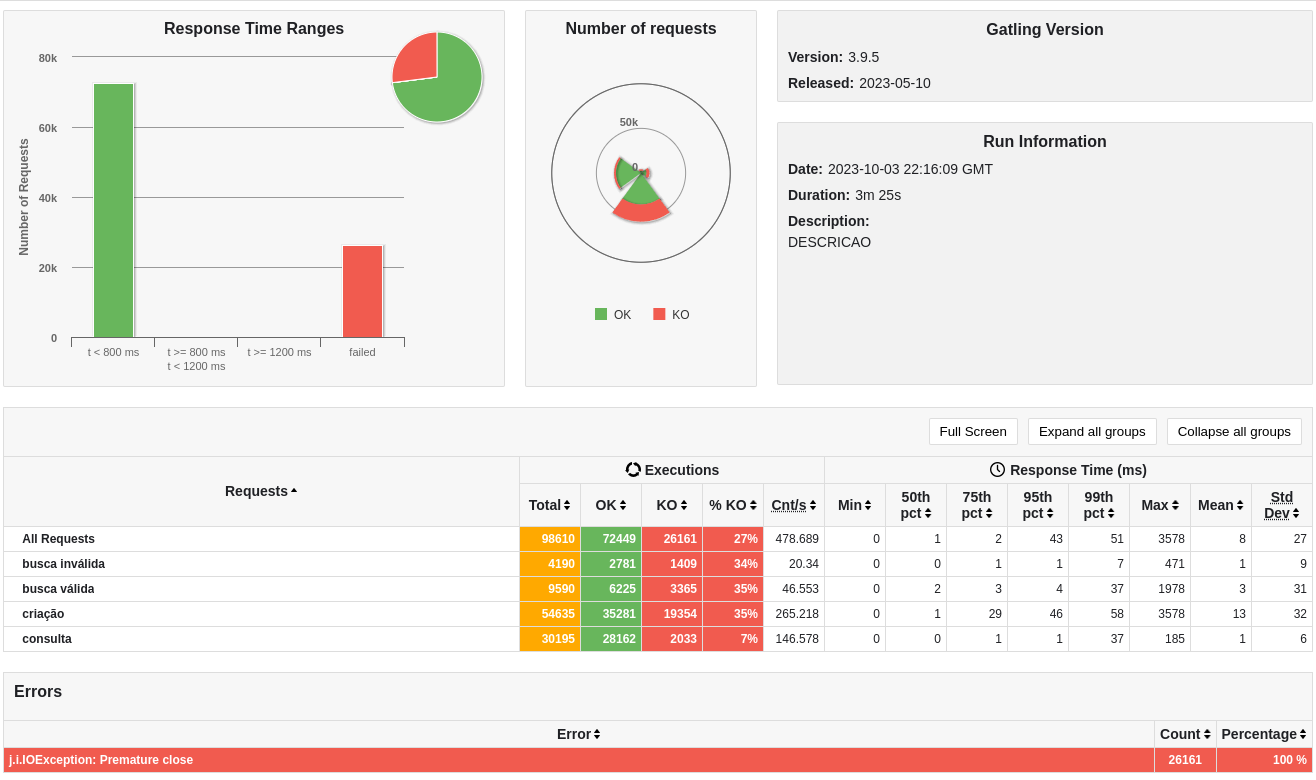 Response Time Ranges
80k
60k
40k
20k
0
Number of Requests
t < 800 ms
t >= 800 ms
t < 1200 ms
t >= 1200 ms
failed
Number of requests
50k
0
OK
KO
Gatling Version
Version: 3.9.5
Released: 2023-05-10
Run Information
Date: 2023-10-03 22:16:09 GMT
Duration: 3m 25s
Description:
DESCRICAO
Full Screen Expand all groups Collapse all groups
Requests Executions Response Time (ms)
Total OK KO % KO Cnt/s Min 50th pct 75th pct 95th pct 99th pct Max Mean Std Dev
All Requests 98610 72449 26161 27% 478.689 0 1 2 43 51 3578 8 27
busca inválida 4190 2781 1409 34% 20.34 0 0 1 1 7 471 1 9
busca válida 9590 6225 3365 35% 46.553 0 2 3 4 37 1978 3 31
criação 54635 35281 19354 35% 265.218 0 1 29 46 58 3578 13 32
consulta 30195 28162 2033 7% 146.578 0 0 1 1 37 185 1 6
Errors
Error Count Percentage
j.i.IOException: Premature close 26161 100 %